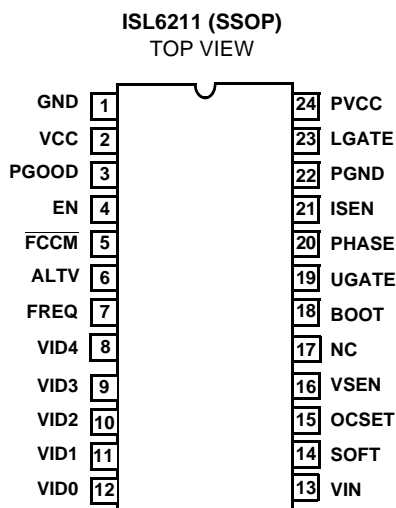 ISL6211 (SSOP)
TOP VIEW
GND 1 24 PVCC
VCC 2 23 LGATE
PGOOD 3 22 PGND
EN 4 21 ISEN
FCCM 5 20 PHASE
ALTV 6 19 UGATE
FREQ 7 18 BOOT
VID4 8 17 NC
VID3 9 16 VSEN
VID2 10 15 OCSET
VID1 11 14 SOFT
VID0 12 13 VIN